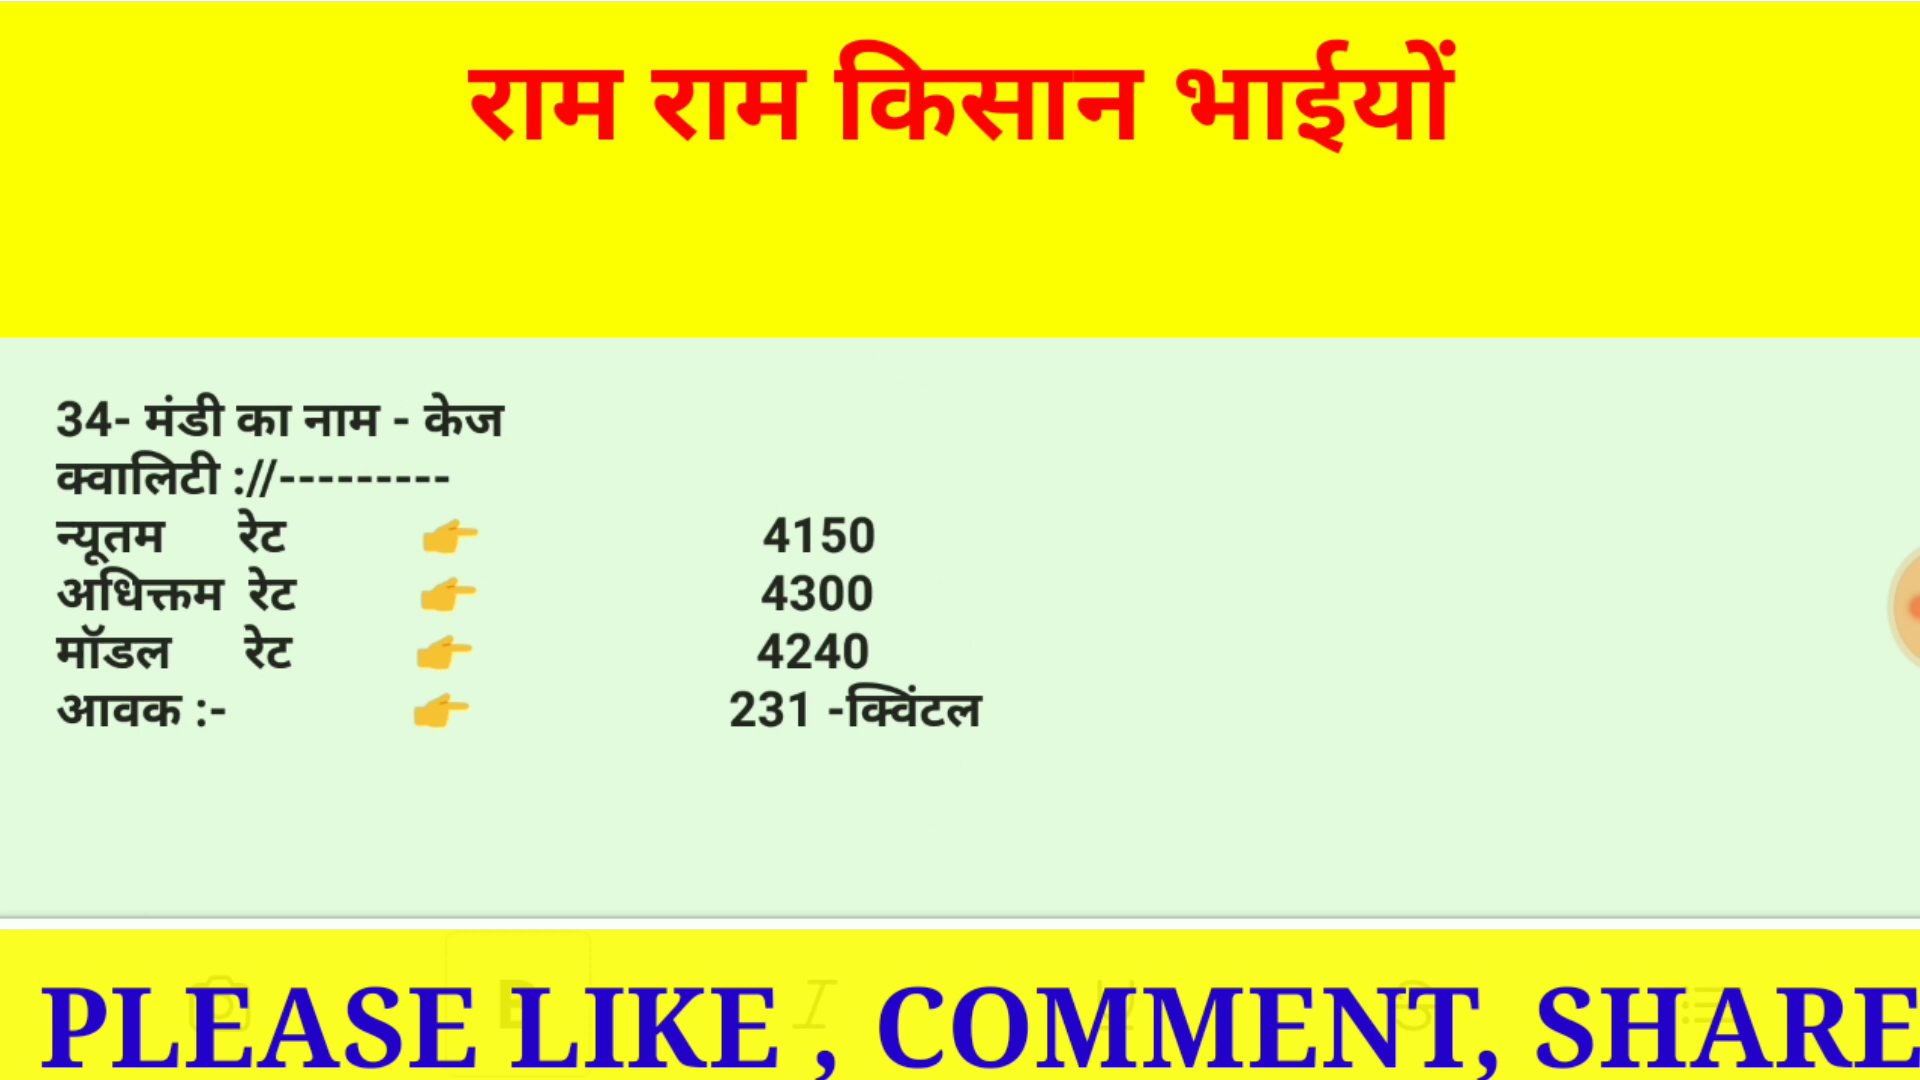 राम राम किसान भाईयों
34- मंडी का नाम - केज
क्वालिटी ://---------
न्यूतम रेट 👉 4150
अधिक्तम रेट 👉 4300
मॉडल रेट 👉 4240
आवक :- 👉 231 -क्विंटल
PLEASE LIKE , COMMENT, SHARE